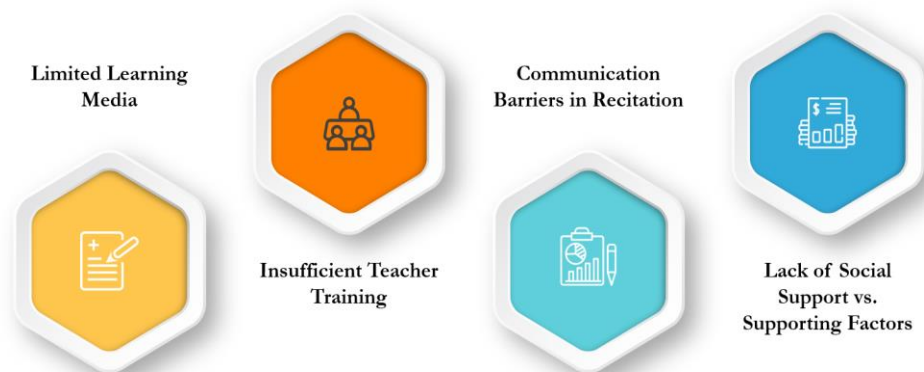 Limited Learning
Media
Insufficient Teacher
Training
Communication
Barriers in Recitation
Lack of Social
Support vs.
Supporting Factors